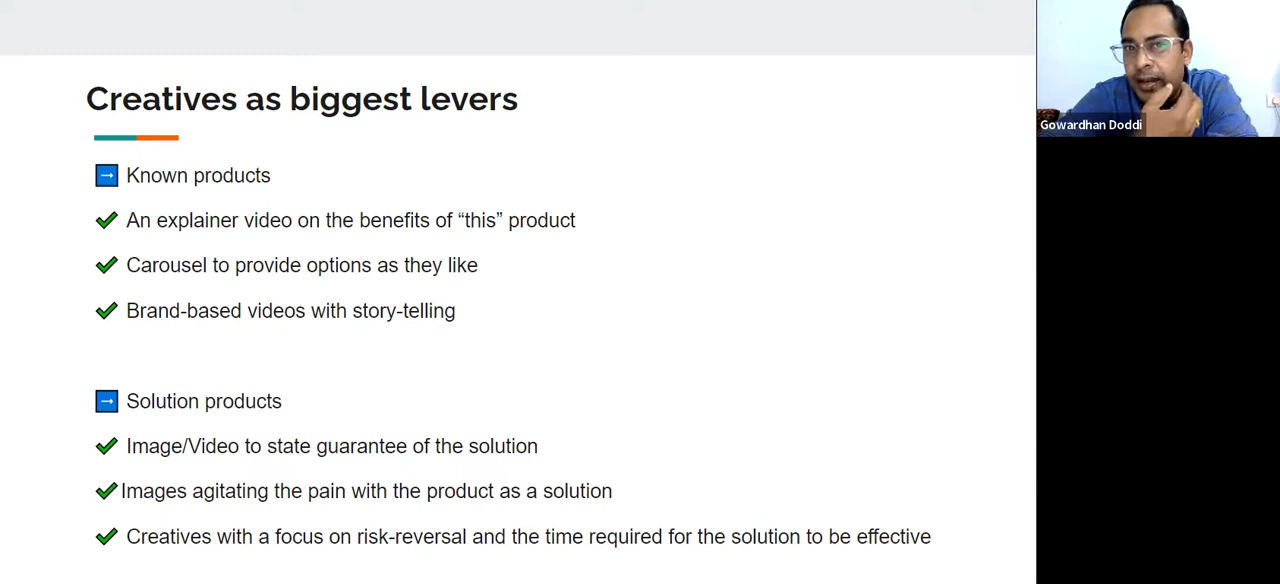 Creatives as biggest levers
Known products
An explainer video on the benefits of “this” product
Carousel to provide options as they like
Brand-based videos with story-telling
Solution products
Image/Video to state guarantee of the solution
Images agitating the pain with the product as a solution
Creatives with a focus on risk-reversal and the time required for the solution to be effective
Gowardhan Doddi